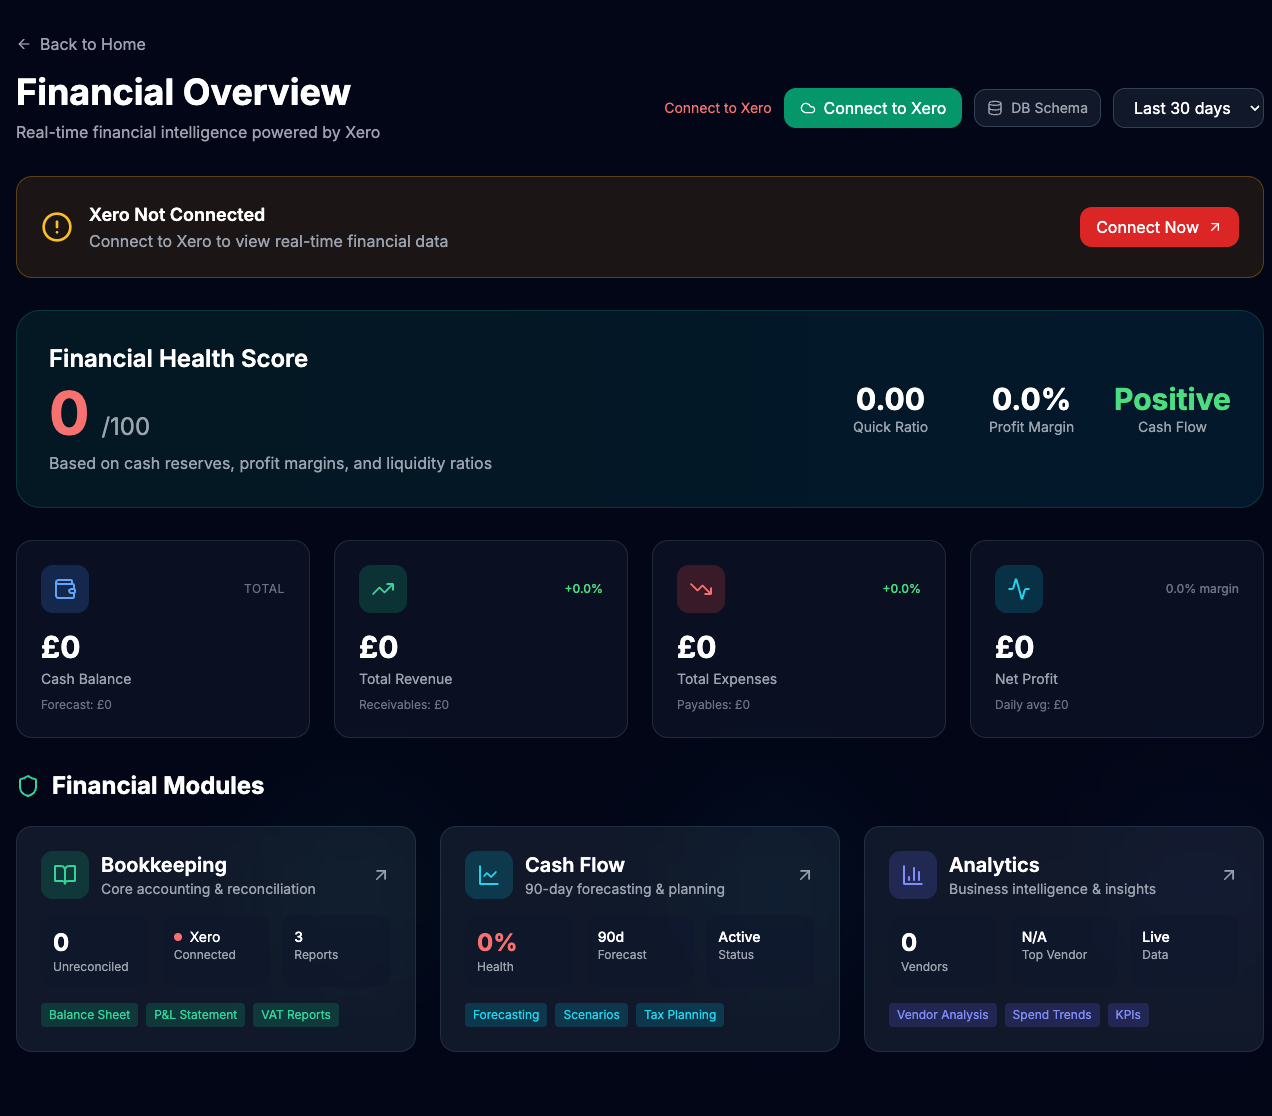 ← Back to Home
Financial Overview
Real-time financial intelligence powered by Xero
Connect to Xero
Connect to Xero
DB Schema
Last 30 days
Xero Not Connected
Connect to Xero to view real-time financial data
Connect Now
Financial Health Score
0 /100
Based on cash reserves, profit margins, and liquidity ratios
0.00
Quick Ratio
0.0%
Profit Margin
Positive
Cash Flow
TOTAL
£0
Cash Balance
Forecast: £0
+0.0%
£0
Total Revenue
Receivables: £0
+0.0%
£0
Total Expenses
Payables: £0
0.0% margin
£0
Net Profit
Daily avg: £0
Financial Modules
Bookkeeping
Core accounting & reconciliation
0
Unreconciled
Xero
Connected
3
Reports
Balance Sheet
P&L Statement
VAT Reports
Cash Flow
90-day forecasting & planning
0%
Health
90d
Forecast
Active
Status
Forecasting
Scenarios
Tax Planning
Analytics
Business intelligence & insights
0
Vendors
N/A
Top Vendor
Live
Data
Vendor Analysis
Spend Trends
KPIs